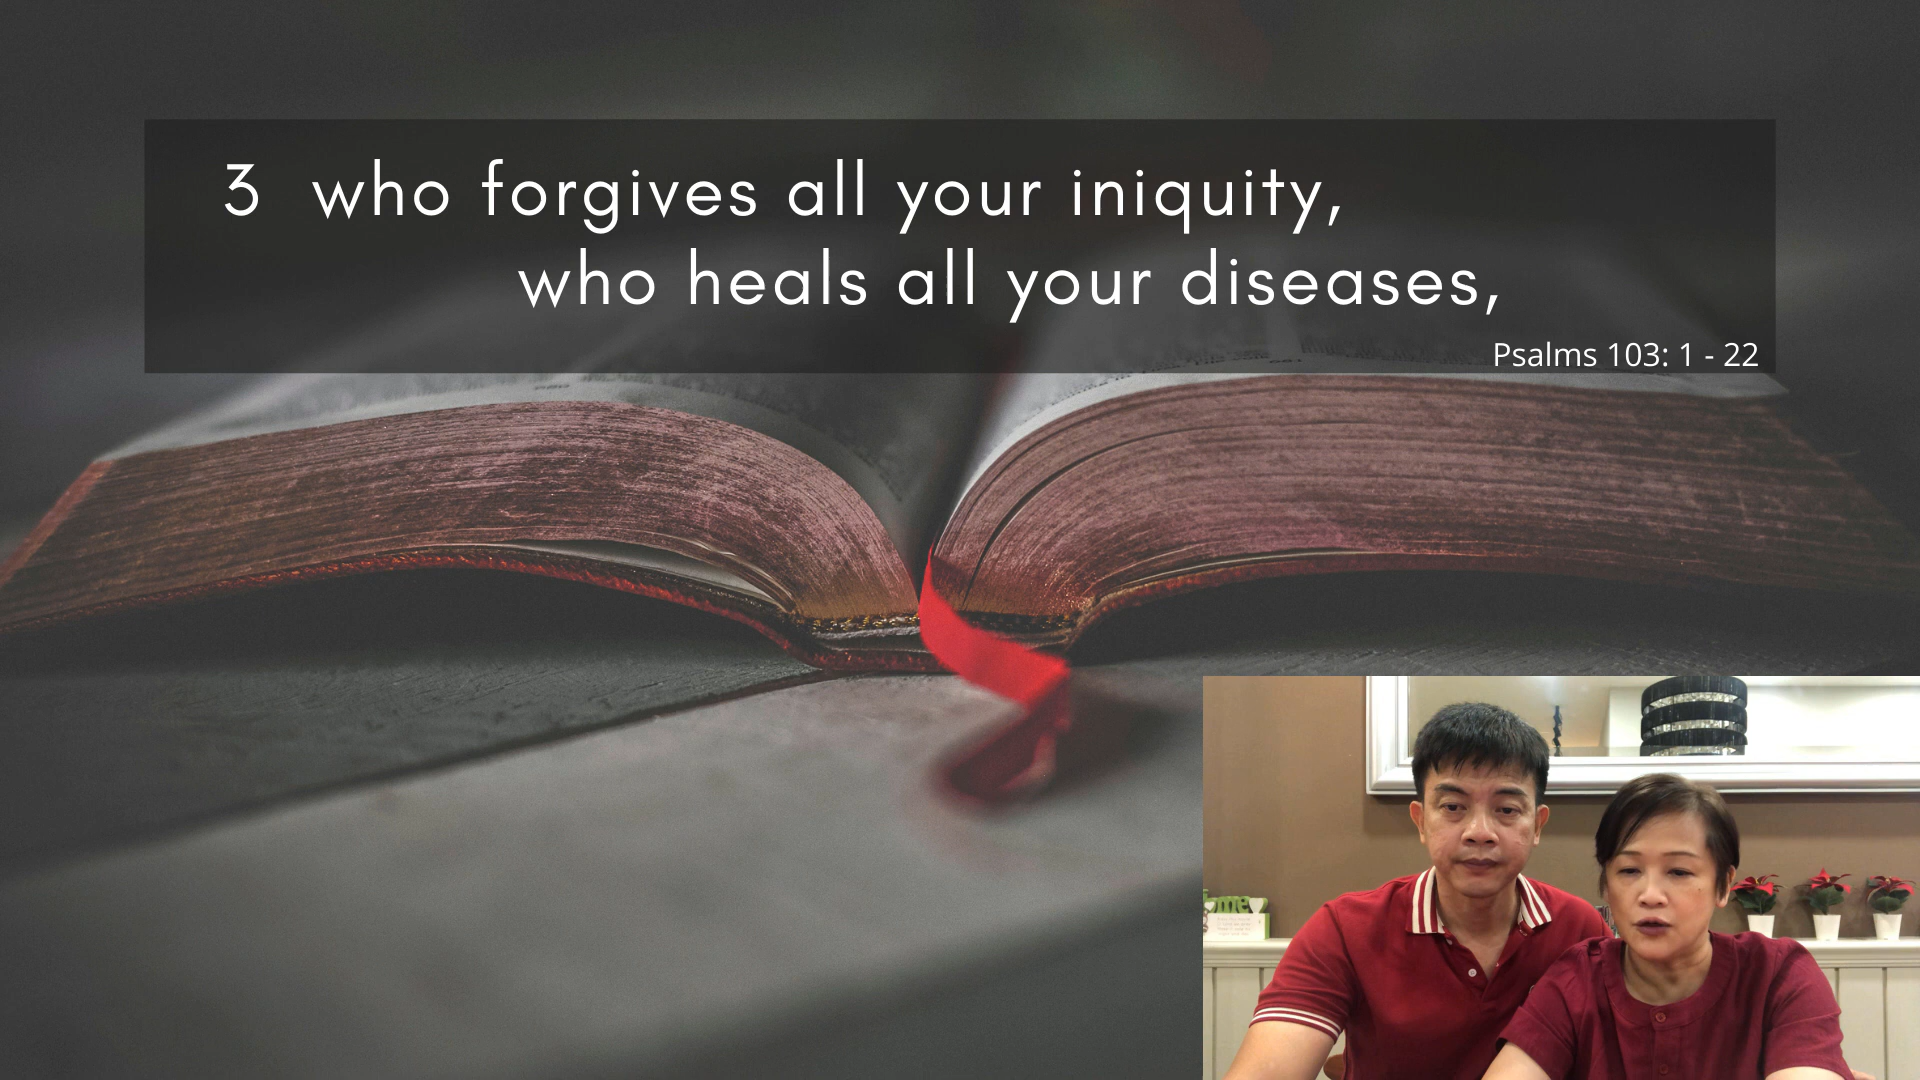 3 who forgives all your iniquity,
who heals all your diseases,
Psalms 103: 1 - 22